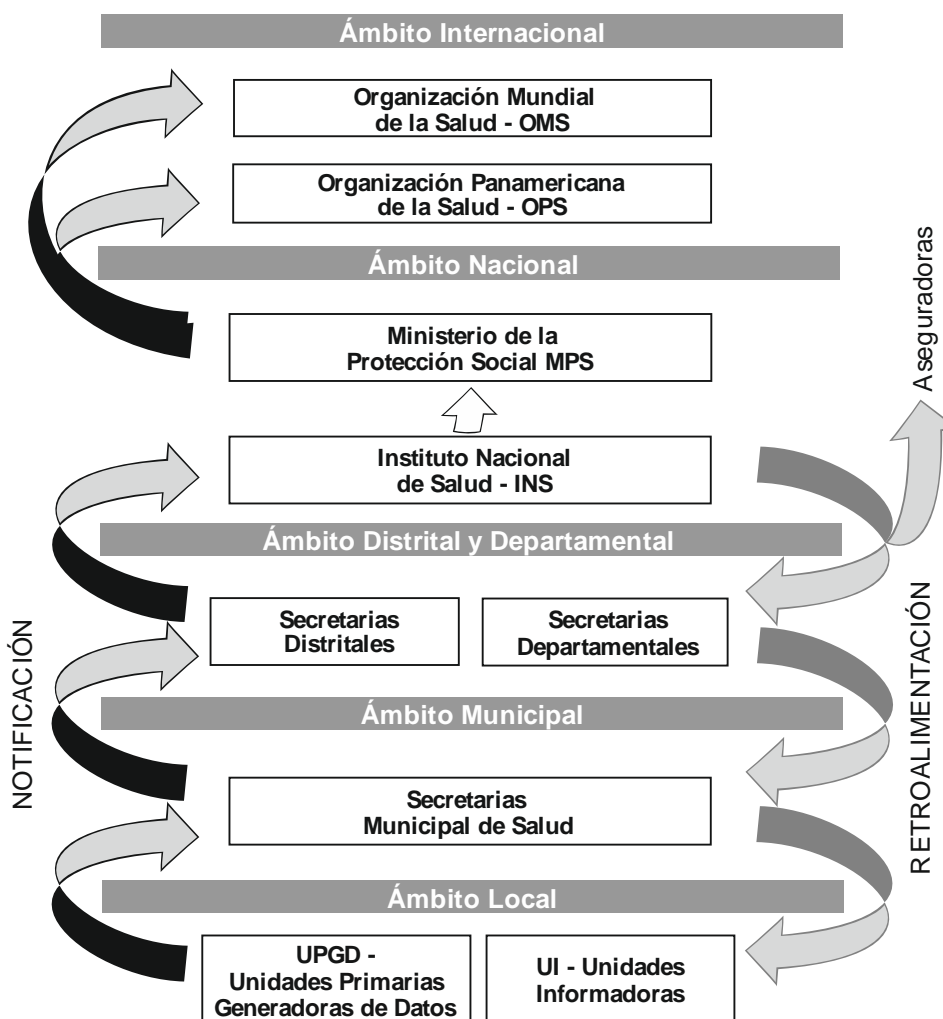 Ámbito Internacional
Organización Mundial
de la Salud - OMS
Organización Panamericana
de la Salud - OPS
Ámbito Nacional
Ministerio de la
Protección Social MPS
Aseguradoras
Instituto Nacional
de Salud - INS
Ámbito Distrital y Departamental
Secretarias
Distritales
Secretarias
Departamentales
Ámbito Municipal
NOTIFICACIÓN
RETROALIMENTACIÓN
Secretarias
Municipal de Salud
Ámbito Local
UPGD -
Unidades Primarias
Generadoras de Datos
UI - Unidades
Informadoras